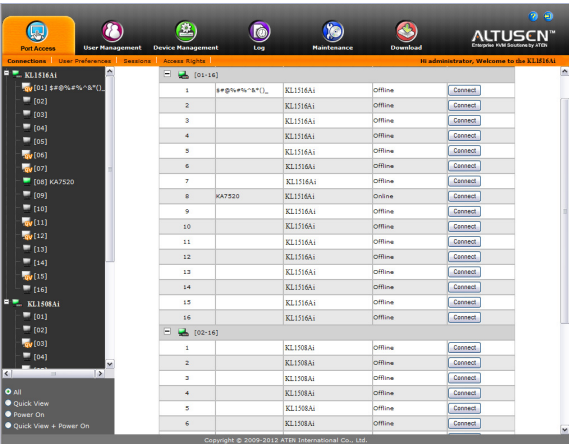 ALTUSCN™
Enterprise KVM Solutions by ATEN
Port Access User Management Device Management Log Maintenance Download
Connections User Preferences Sessions Access Rights Hi administrator, Welcome to the KL1516Ai
KL1516Ai
[01] $#@%#%^&*()_
[02]
[03]
[04]
[05]
[06]
[07]
[08] KA7520
[09]
[10]
[11]
[12]
[13]
[14]
[15]
[16]
KL1508Ai
[01]
[02]
[03]
[04]
All
Quick View
Power On
Quick View + Power On
[01-16]
1 $#@%#%^&*()_ KL1516Ai Offline Connect
2 KL1516Ai Offline Connect
3 KL1516Ai Offline Connect
4 KL1516Ai Offline Connect
5 KL1516Ai Offline Connect
6 KL1516Ai Offline Connect
7 KL1516Ai Offline Connect
8 KA7520 KL1516Ai Online Connect
9 KL1516Ai Offline Connect
10 KL1516Ai Offline Connect
11 KL1516Ai Offline Connect
12 KL1516Ai Offline Connect
13 KL1516Ai Offline Connect
14 KL1516Ai Offline Connect
15 KL1516Ai Offline Connect
16 KL1516Ai Offline Connect
[02-16]
1 KL1508Ai Offline Connect
2 KL1508Ai Offline Connect
3 KL1508Ai Offline Connect
4 KL1508Ai Offline Connect
5 KL1508Ai Offline Connect
6 KL1508Ai Offline Connect
Copyright © 2009-2012 ATEN International Co., Ltd.